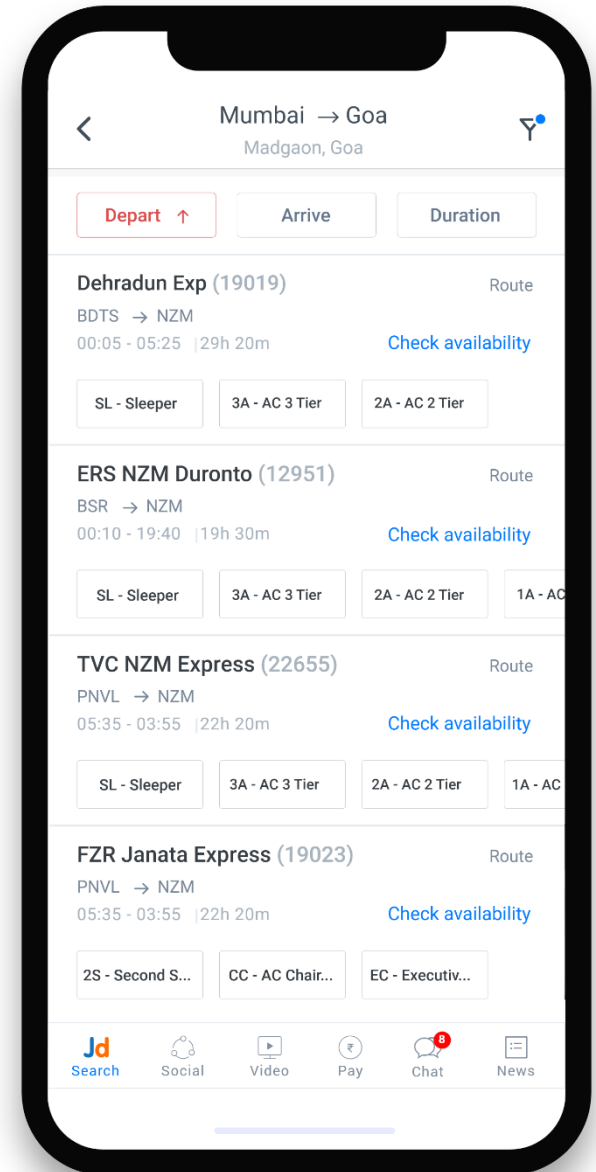 Mumbai → Goa
Madgaon, Goa
Depart ↑ Arrive Duration
Dehradun Exp (19019) Route
BDTS → NZM
00:05 - 05:25 | 29h 20m Check availability
SL - Sleeper 3A - AC 3 Tier 2A - AC 2 Tier
ERS NZM Duronto (12951) Route
BSR → NZM
00:10 - 19:40 | 19h 30m Check availability
SL - Sleeper 3A - AC 3 Tier 2A - AC 2 Tier 1A - AC
TVC NZM Express (22655) Route
PNVL → NZM
05:35 - 03:55 | 22h 20m Check availability
SL - Sleeper 3A - AC 3 Tier 2A - AC 2 Tier 1A - AC
FZR Janata Express (19023) Route
PNVL → NZM
05:35 - 03:55 | 22h 20m Check availability
2S - Second S... CC - AC Chair... EC - Executiv...
Jd ₹ 8
Search Social Video Pay Chat News